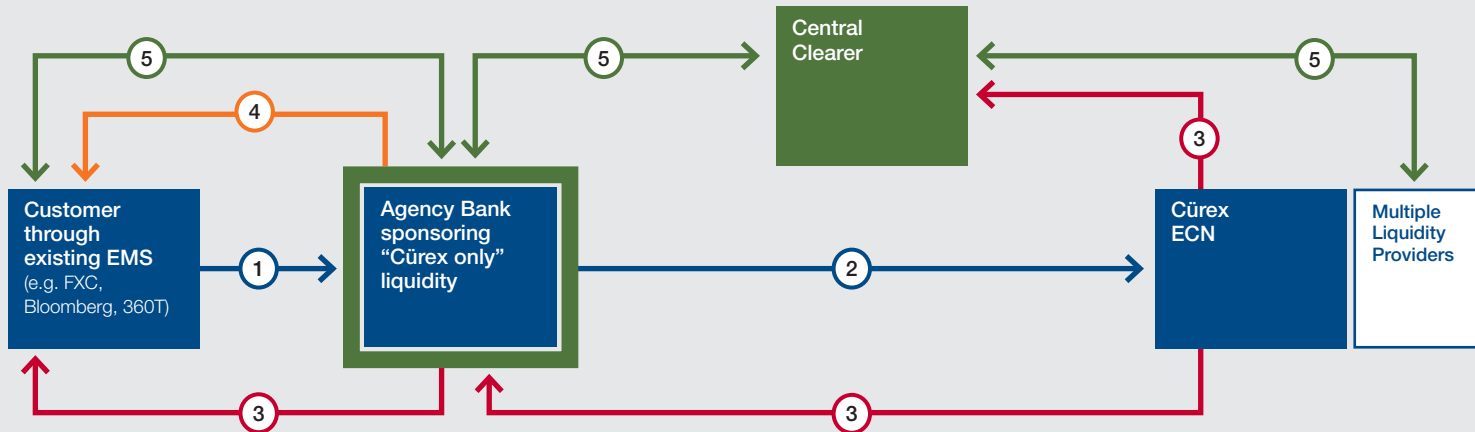 Central
Clearer
5
5
5
4
3
Customer
through
existing EMS
(e.g. FXC,
Bloomberg, 360T)
1
Agency Bank
sponsoring
“Cürex only”
liquidity
2
Cürex
ECN
Multiple
Liquidity
Providers
3
3